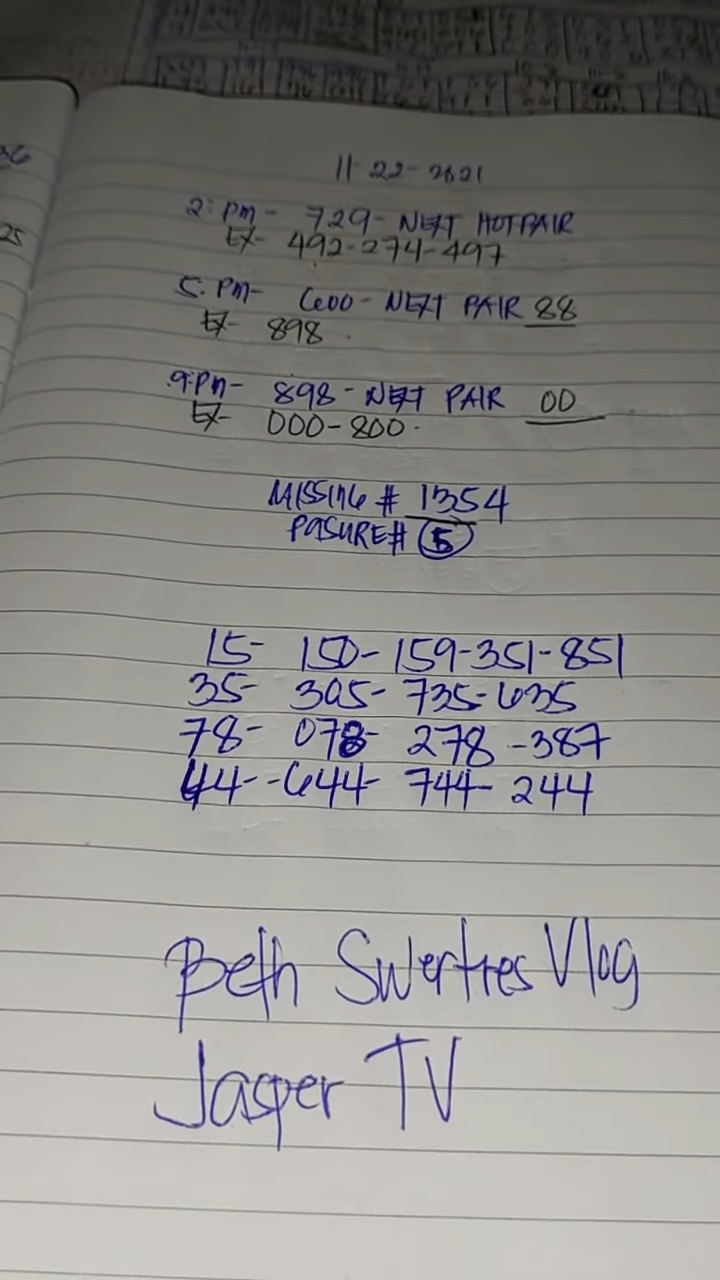 36
25
11-22-2021
2:PM- 729- NEXT HOTPAIR
EX- 492-274-497
5:PM- 600- NEXT PAIR 88
EX- 898
9:PM- 898- NEXT PAIR 00
EX- 000-800.
MISSING # 1354
PASURE# 5
15- 150- 159-351-851
35- 305- 735-635
78- 078- 278 -387
44--644- 744- 244
Beth Swertres Vlog
Jasper TV